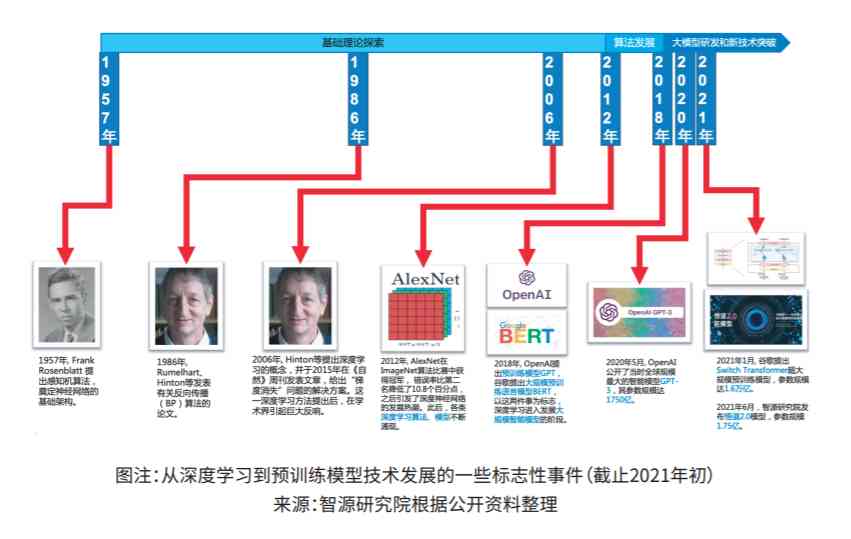 基础理论探索
算法发展
大模型研发和新技术突破
1957年
1986年
2006年
2012年
2018年
2020年
2021年
1957年, Frank
Rosenblatt 提
出感知机算法，
奠定神经网络的
基础架构。
1986年,
Rumelhart,
Hinton等发表
有关反向传播
（BP）算法的
论文。
2006年, Hinton等提出深度学
习的概念，并于2015年在《自
然》周刊发表文章，给出“梯
度消失”问题的解决方案。这
一深度学习方法提出后，在学
术界引起巨大反响。
AlexNet
2012年, AlexNet在
ImageNet算法比赛中获
得冠军，错误率比第二
名降低了10.8个百分点，
之后引发了深度神经网络
的发展热潮。此后，各类
深度学习算法、模型不断
涌现。
OpenAI
Google
BERT
2018年, OpenAI提
出预训练模型GPT，
谷歌提出大规模预训
练语言模型BERT，
以这两件事为标志，
深度学习进入发展大
规模智能模型的阶段。
OpenAI GPT-3
2020年5月, OpenAI
公开了当时全球规模
最大的智能模型GPT-
3，其参数规模达
1750亿。
悟道2.0
巨模型
2021年1月, 谷歌提出
Switch Transformer超大
规模预训练模型，参数规模
达1.6万亿。
2021年6月，智源研究院发
布悟道2.0模型，参数规模
1.75亿。
图注：从深度学习到预训练模型技术发展的一些标志性事件（截止2021年初）
来源：智源研究院根据公开资料整理